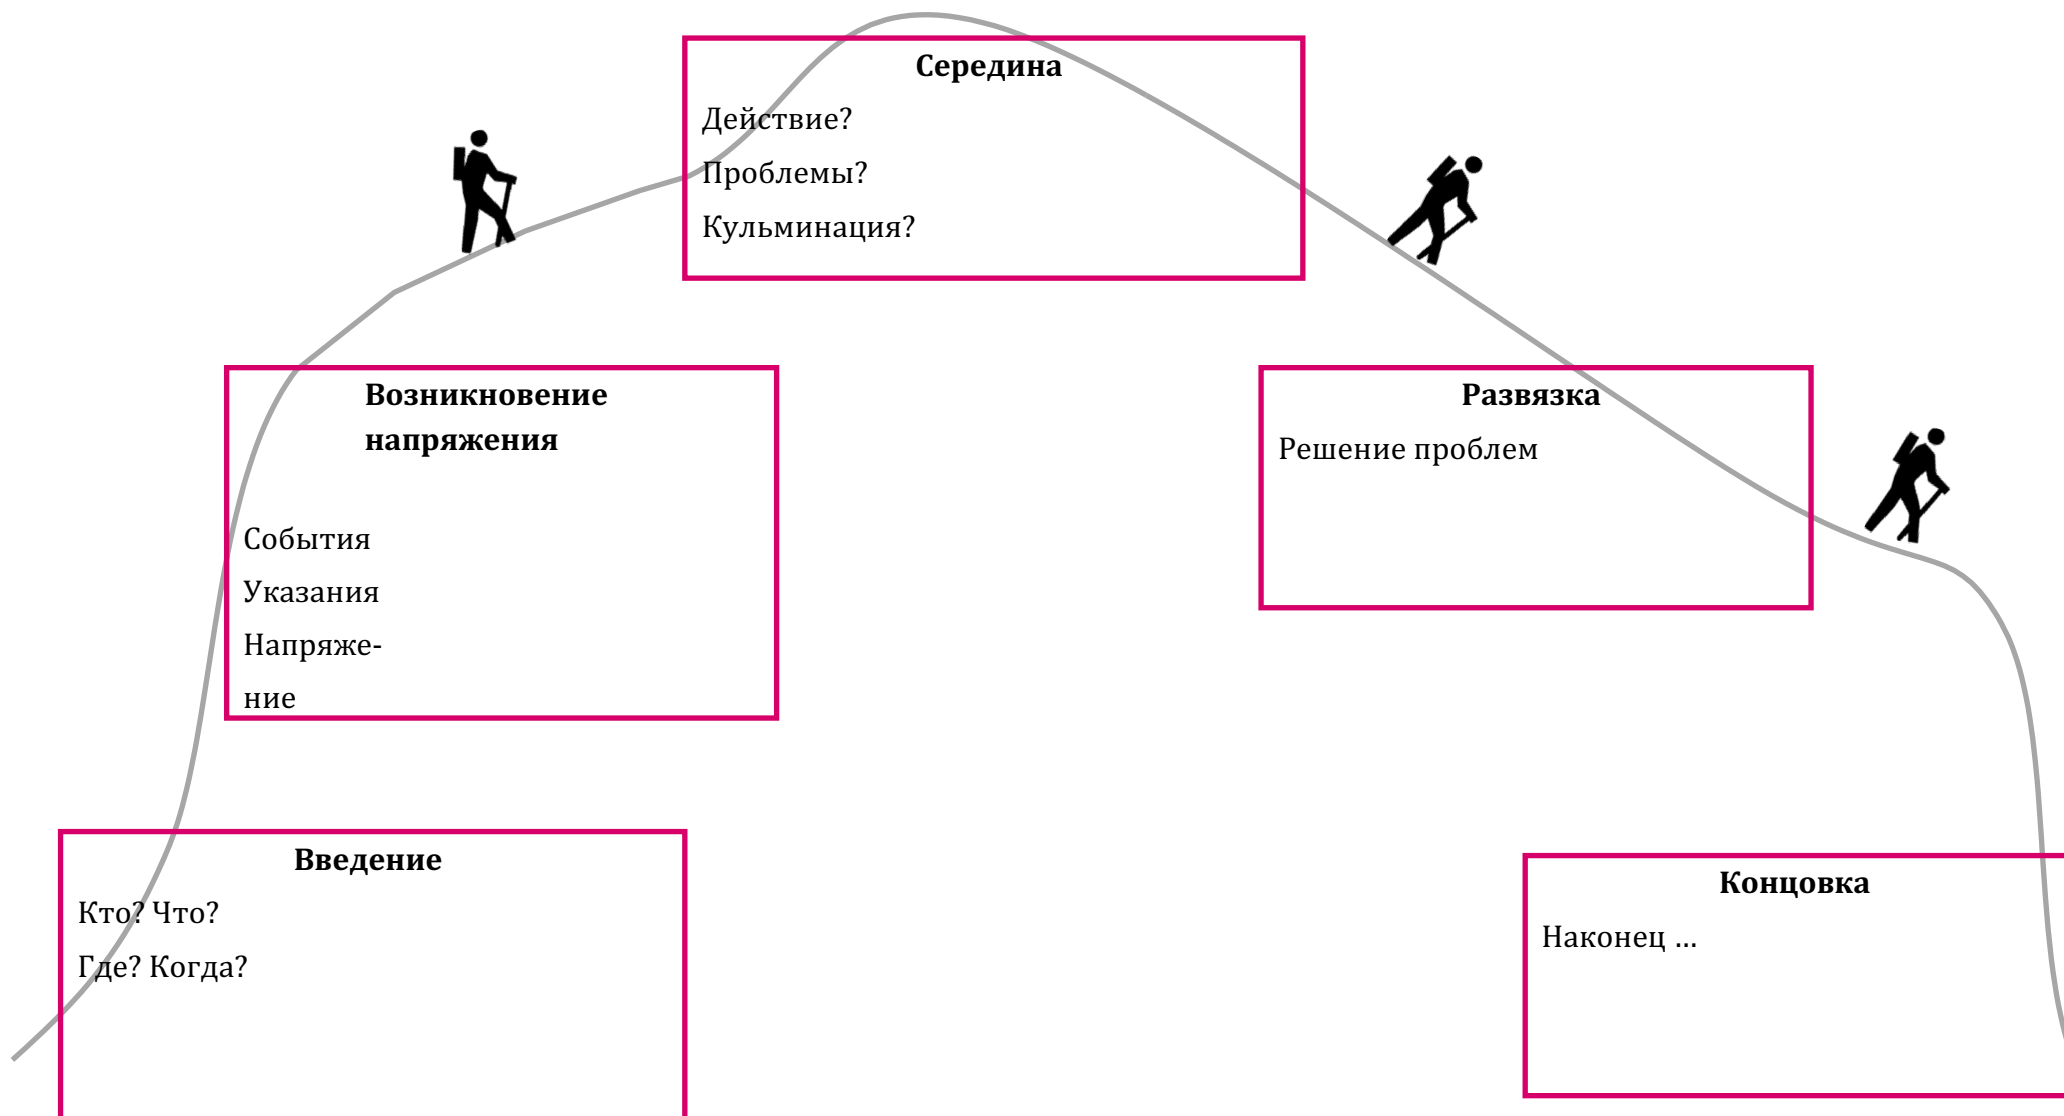 Середина
Действие?
Проблемы?
Кульминация?
Возникновение
напряжения
События
Указания
Напряже-
ние
Развязка
Решение проблем
Введение
Кто? Что?
Где? Когда?
Концовка
Наконец ...